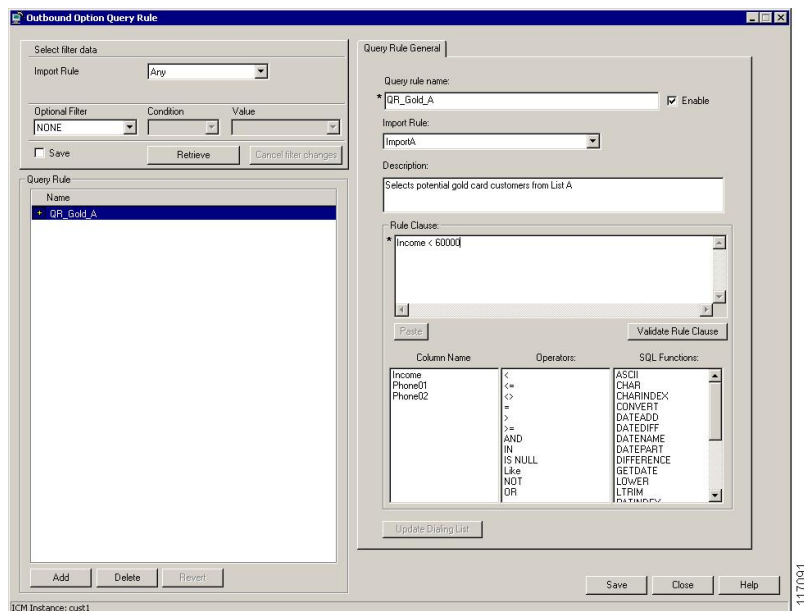 Outbound Option Query Rule
Select filter data
Import Rule
Any
Optional Filter
Condition
Value
NONE
Save
Retrieve
Cancel filter changes
Query Rule
Name
+ QR_Gold_A
Add
Delete
Revert
ICM Instance: cust1
Query Rule General
Query rule name:
* QR_Gold_A
Enable
Import Rule:
ImportA
Description:
Selects potential gold card customers from List A
Rule Clause:
* Income < 60000
Paste
Validate Rule Clause
Column Name
Income
Phone01
Phone02
Operators:
<
<=
<>
=
>
>=
AND
IN
IS NULL
Like
NOT
OR
SQL Functions:
ASCII
CHAR
CHARINDEX
CONVERT
DATEADD
DATEDIFF
DATENAME
DATEPART
DIFFERENCE
GETDATE
LOWER
LTRIM
PATINDEX
Update Dialing List
Save
Close
Help
117091